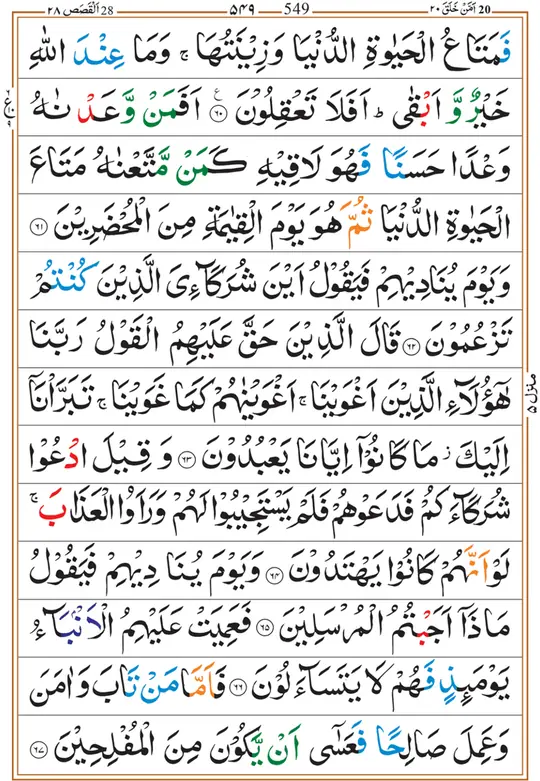 28 اَلْقَصَص ٢٨ 549 ٥٤٩ 20 اَمَّنْ خَلَقَ ٢٠
فَمَتَاعُ الْحَيٰوةِ الدُّنْيَا وَزِيْنَتُهَا ۚ وَمَا عِنْدَ اللّٰهِ
خَيْرٌ وَّ اَبْقٰى ؕ اَفَلَا تَعْقِلُوْنَ ۠ ﴿٦٠﴾ اَفَمَنْ وَّعَدْنٰهُ
ع
وَعْدًا حَسَنًا فَهُوَ لَاقِيْهِ كَمَنْ مَّتَّعْنٰهُ مَتَاعَ
الْحَيٰوةِ الدُّنْيَا ثُمَّ هُوَ يَوْمَ الْقِيٰمَةِ مِنَ الْمُحْضَرِيْنَ ﴿٦١﴾
وَيَوْمَ يُنَادِيْهِمْ فَيَقُوْلُ اَيْنَ شُرَكَآءِىَ الَّذِيْنَ كُنْتُمْ
تَزْعُمُوْنَ ﴿٦٢﴾ قَالَ الَّذِيْنَ حَقَّ عَلَيْهِمُ الْقَوْلُ رَبَّنَا
هٰٓؤُلَآءِ الَّذِيْنَ اَغْوَيْنَا ۚ اَغْوَيْنٰهُمْ كَمَا غَوَيْنَا ۚ تَبَرَّاْنَاۤ
منزل ٥
اِلَيْكَ ؗ مَا كَانُوْۤا اِيَّانَا يَعْبُدُوْنَ ﴿٦٣﴾ وَ قِيْلَ ادْعُوْا
شُرَكَآءَكُمْ فَدَعَوْهُمْ فَلَمْ يَسْتَجِيْبُوْا لَهُمْ وَرَاَوُا الْعَذَابَ ۚ
لَوْ اَنَّهُمْ كَانُوْا يَهْتَدُوْنَ ﴿٦٤﴾ وَيَوْمَ يُنَادِيْهِمْ فَيَقُوْلُ
مَاذَاۤ اَجَبْتُمُ الْمُرْسَلِيْنَ ﴿٦٥﴾ فَعَمِيَتْ عَلَيْهِمُ الْاَنْۢبَآءُ
يَوْمَئِذٍ فَهُمْ لَا يَتَسَآءَلُوْنَ ﴿٦٦﴾ فَاَمَّا مَنْ تَابَ وَاٰمَنَ
وَعَمِلَ صَالِحًا فَعَسٰٓى اَنْ يَّكُوْنَ مِنَ الْمُفْلِحِيْنَ ﴿٦٧﴾